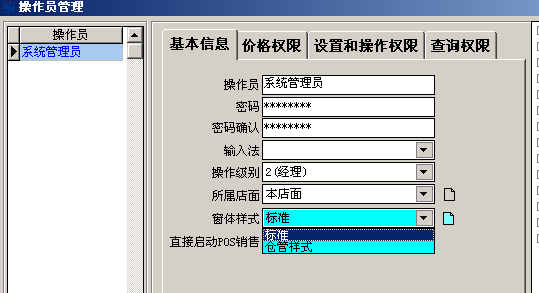 操作员管理
操作员
系统管理员
基本信息 价格权限 设置和操作权限 查询权限
操作员 系统管理员
密码 ********
密码确认 ********
输入法
操作级别 2(经理)
所属店面 本店面
窗体样式 标准
标准
直接启动POS销售 仓管样式